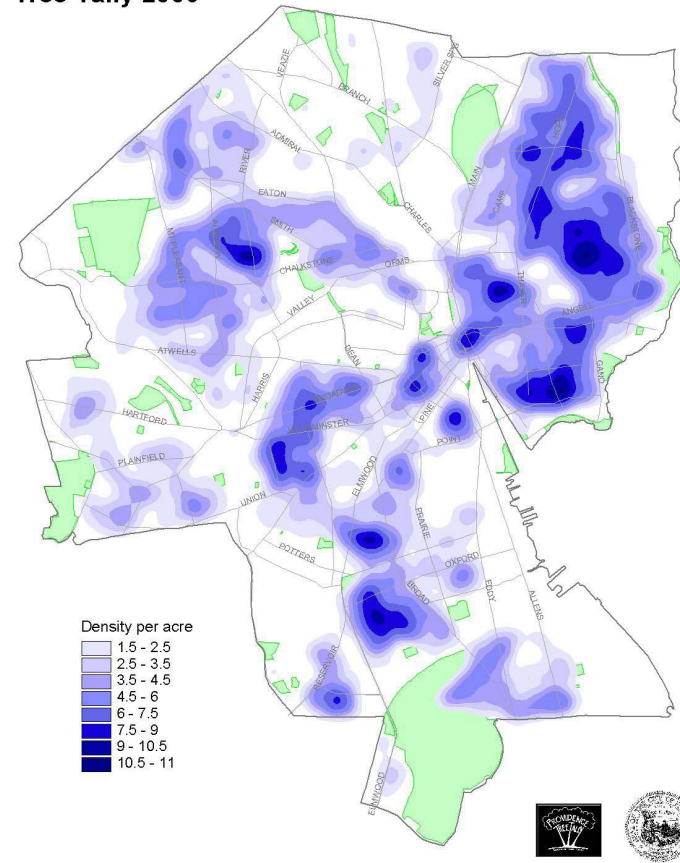 VEAZIE
SILVER SPG
BRANCH
ADMIRAL
RIVER
MAIN
HOPE
CAMP
EATON
BLACKSTONE
SMITH
CHARLES
MT PLEASANT
CHALKSTONE
ORMS
THAYER
VALLEY
ANGELL
ATWELLS
DEAN
GANO
HARRIS
BROADWAY
PINE
HARTFORD
WESTMINSTER
POINT
PLAINFIELD
ELMWOOD
UNION
PRAIRIE
POTTERS
OXFORD
BROAD
EDDY
ALLENS
RESERVOIR
ELMWOOD
Density per acre
1.5 - 2.5
2.5 - 3.5
3.5 - 4.5
4.5 - 6
6 - 7.5
7.5 - 9
9 - 10.5
10.5 - 11
PROVIDENCE
TREE TALLY